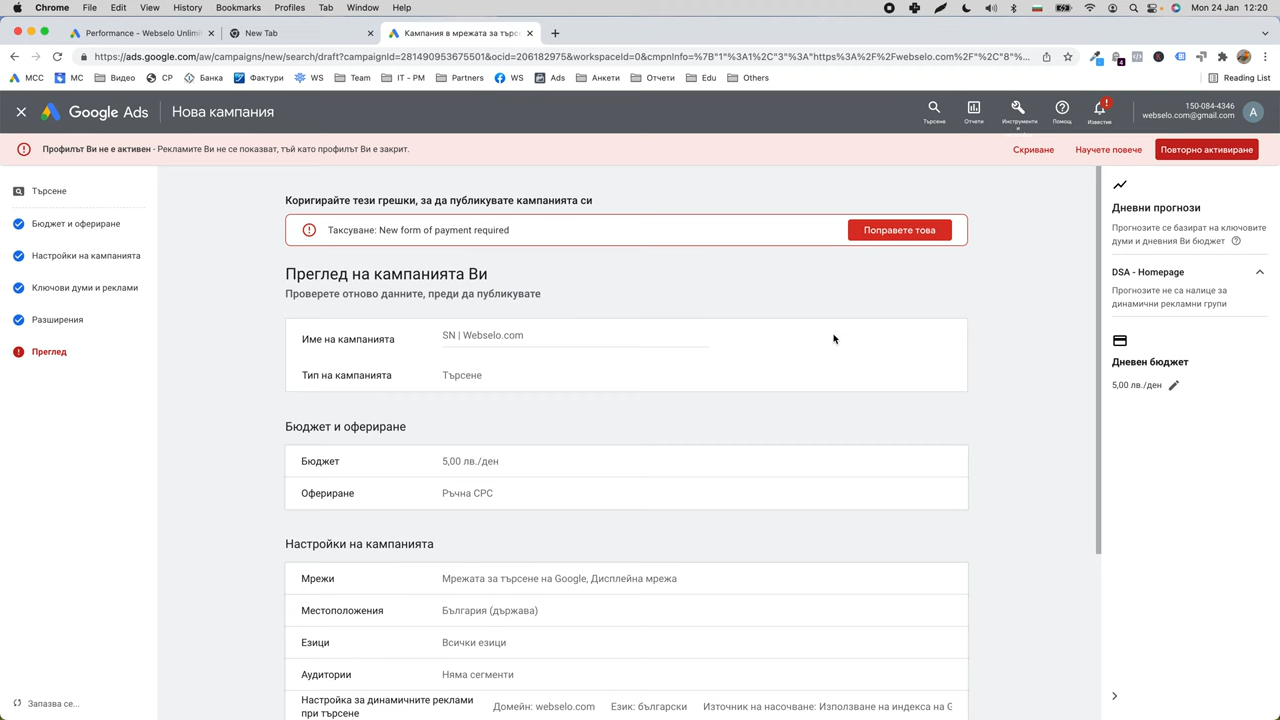 Chrome File Edit View History Bookmarks Profiles Tab Window Help Mon 24 Jan 12:20
Performance - Webselo Unlimited
New Tab
Кампания в мрежата за търсе
https://ads.google.com/aw/campaigns/new/search/draft?campaignId=281490953675501&ocid=206182975&workspaceId=0&cmpnInfo=%7B"1"%3A1%2C"3"%3A"https%3A%2F%2Fwebselo.com"%2C"8"%...
MCC МС Видео СР Банка Фактури WS Team IT - PM Partners WS Ads Анкети Отчети Edu Others Reading List
Google Ads Нова кампания
Търсене
Отчети
Инструменти и
Помощ
Известия
150-084-4346
webselo.com@gmail.com
A
Профилът Ви не е активен - Рекламите Ви не се показват, тъй като профилът Ви е закрит.
Скриване Научете повече Повторно активиране
Търсене
Бюджет и офериране
Настройки на кампанията
Ключови думи и реклами
Разширения
Преглед
Запазва се...
Коригирайте тези грешки, за да публикувате кампанията си
Таксуване: New form of payment required
Поправете това
Преглед на кампанията Ви
Проверете отново данните, преди да публикувате
Име на кампанията SN | Webselo.com
Тип на кампанията Търсене
Бюджет и офериране
Бюджет 5,00 лв./ден
Офериране Ръчна CPC
Настройки на кампанията
Мрежи Мрежата за търсене на Google, Дисплейна мрежа
Местоположения България (държава)
Езици Всички езици
Аудитории Няма сегменти
Настройка за динамичните реклами при търсене
Домейн: webselo.com Език: български Източник на насочване: Използване на индекса на G
Дневни прогнози
Прогнозите се базират на ключовите
думи и дневния Ви бюджет
DSA - Homepage
Прогнозите не са налице за
динамични рекламни групи
Дневен бюджет
5,00 лв./ден